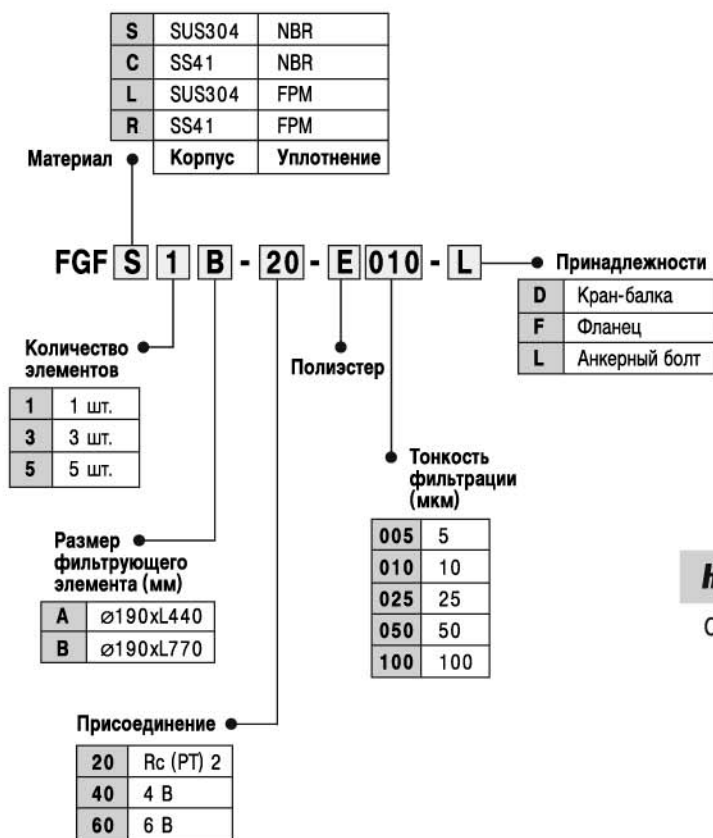 S SUS304 NBR
C SS41 NBR
L SUS304 FPM
R SS41 FPM
Материал Корпус Уплотнение
FGF S 1 B - 20 - E 010 - L
Принадлежности
D Кран-балка
F Фланец
L Анкерный болт
Количество
элементов
1 1 шт.
3 3 шт.
5 5 шт.
Полиэстер
Тонкость
фильтрации
(мкм)
005 5
010 10
025 25
050 50
100 100
Размер
фильтрующего
элемента (мм)
A ⌀190xL440
B ⌀190xL770
Присоединение
20 Rc (PT) 2
40 4 B
60 6 B